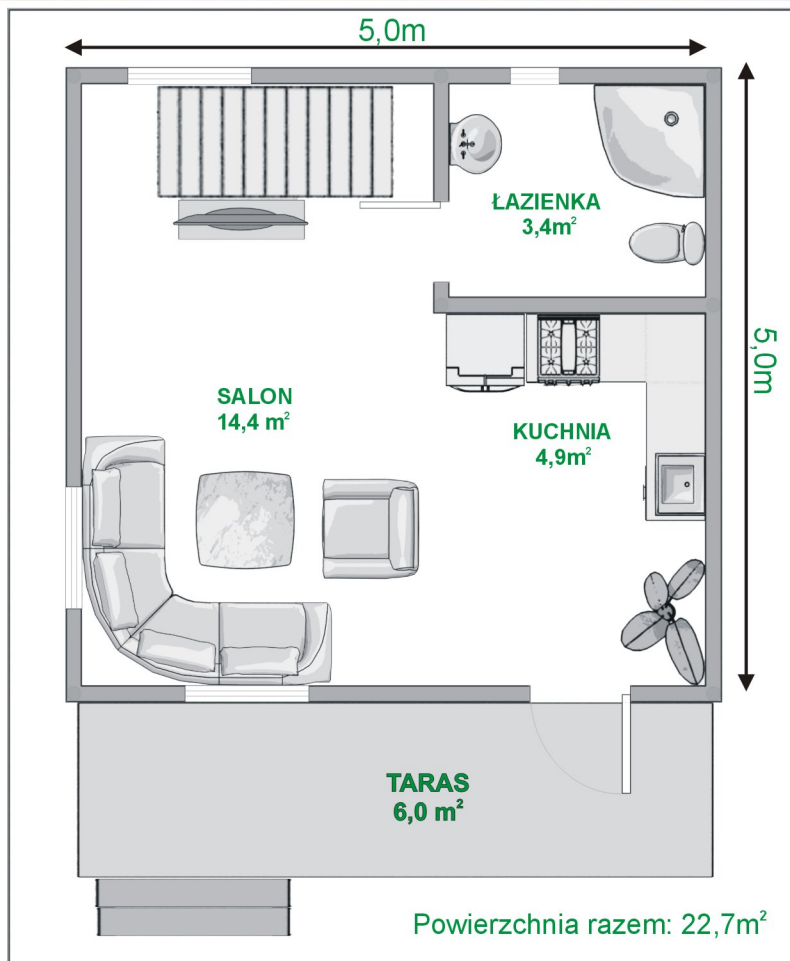 5,0m
ŁAZIENKA
3,4m²
5,0m
SALON
14,4 m²
KUCHNIA
4,9m²
TARAS
6,0 m²
Powierzchnia razem: 22,7m²